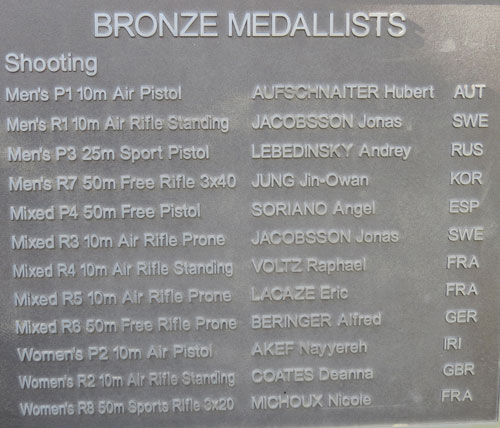 BRONZE MEDALLISTS
Shooting
Men's P1 10m Air Pistol AUFSCHNAITER Hubert AUT
Men's R1 10m Air Rifle Standing JACOBSSON Jonas SWE
Men's P3 25m Sport Pistol LEBEDINSKY Andrey RUS
Men's R7 50m Free Rifle 3x40 JUNG Jin-Owan KOR
Mixed P4 50m Free Pistol SORIANO Angel ESP
Mixed R3 10m Air Rifle Prone JACOBSSON Jonas SWE
Mixed R4 10m Air Rifle Standing VOLTZ Raphael FRA
Mixed R5 10m Air Rifle Prone LACAZE Eric FRA
Mixed R6 50m Free Rifle Prone BERINGER Alfred GER
Women's P2 10m Air Pistol AKEF Nayyereh IRI
Women's R2 10m Air Rifle Standing COATES Deanna GBR
Women's R8 50m Sports Rifle 3x20 MICHOUX Nicole FRA